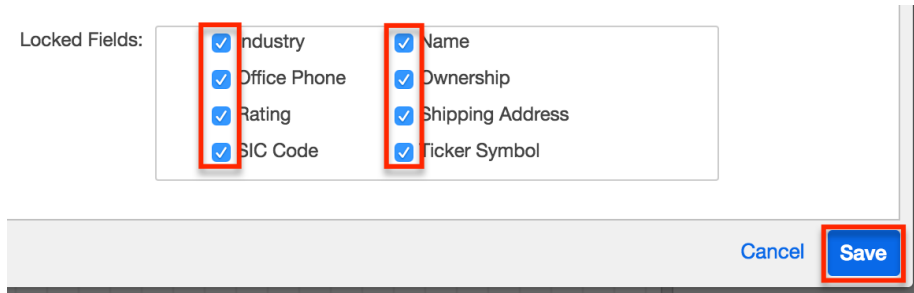 Locked Fields:
Industry Name
Office Phone Ownership
Rating Shipping Address
SIC Code Ticker Symbol
Cancel Save